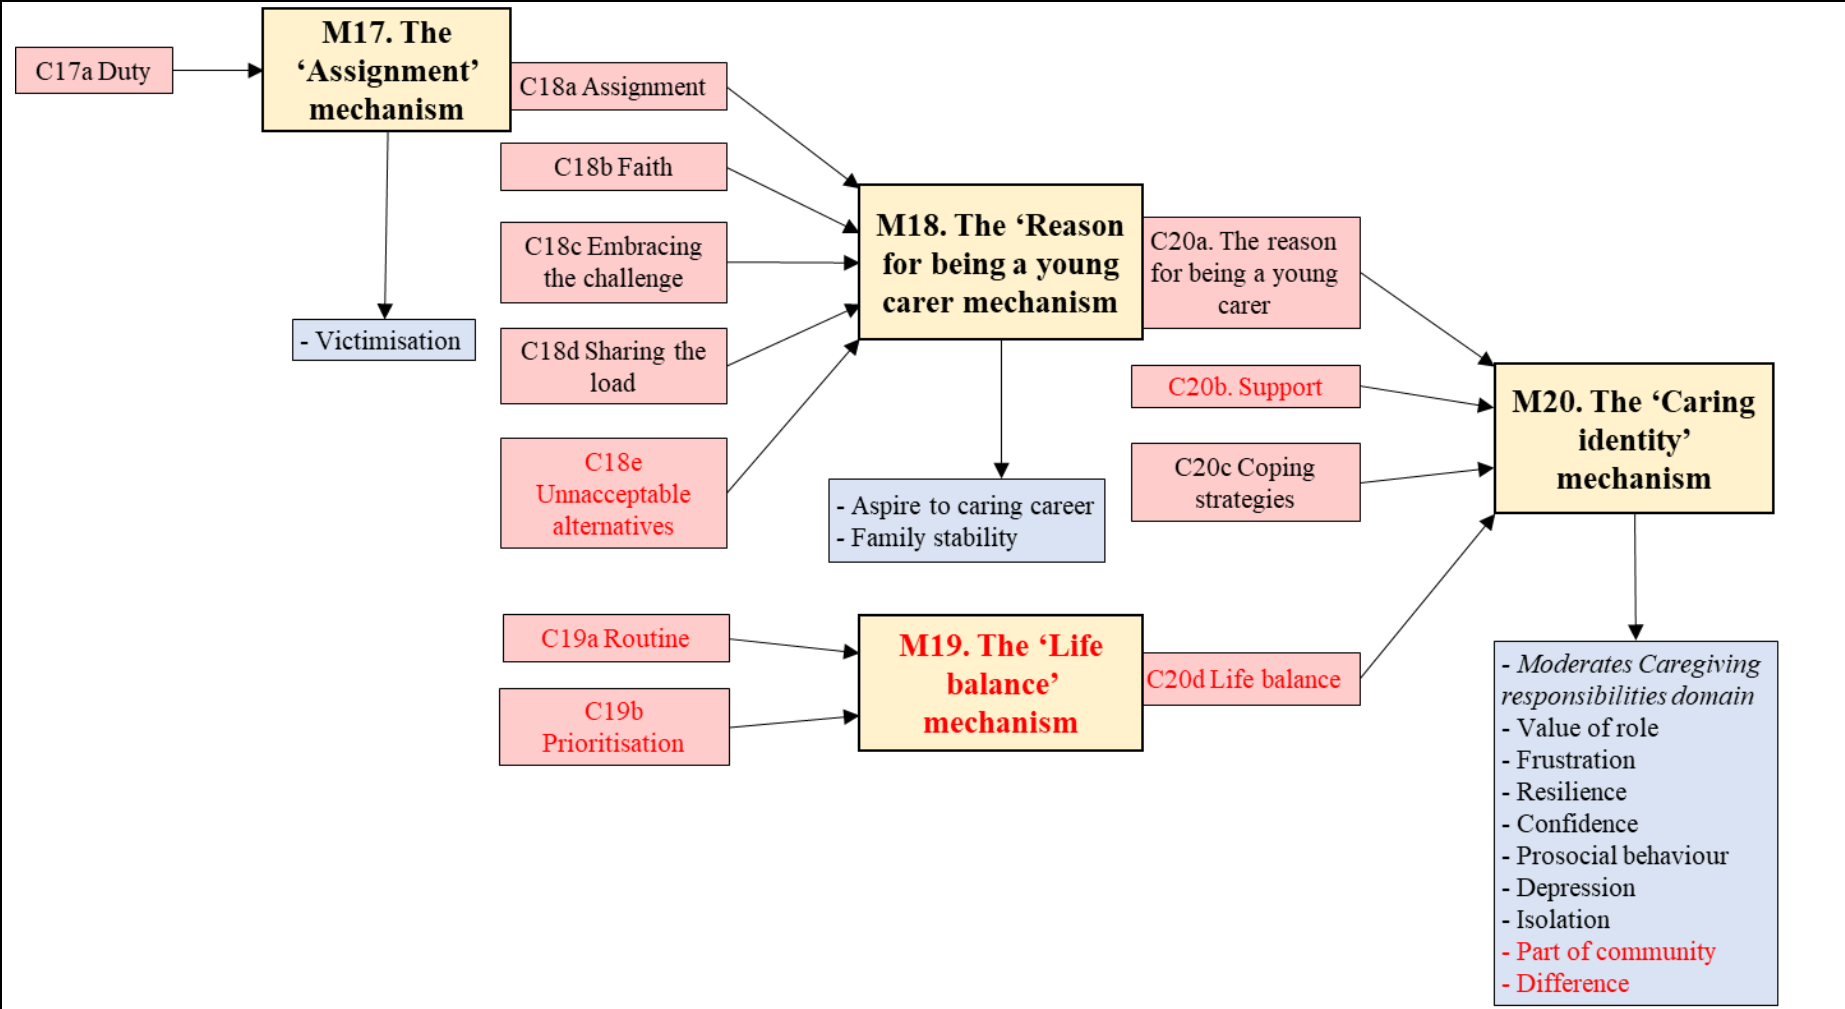 C17a Duty
M17. The
‘Assignment’
mechanism
- Victimisation
C18a Assignment
C18b Faith
C18c Embracing
the challenge
C18d Sharing the
load
C18e
Unnacceptable
alternatives
M18. The ‘Reason
for being a young
carer mechanism
- Aspire to caring career
- Family stability
C19a Routine
C19b
Prioritisation
M19. The ‘Life
balance’
mechanism
C20a. The reason
for being a young
carer
C20b. Support
C20c Coping
strategies
C20d Life balance
M20. The ‘Caring
identity’
mechanism
- Moderates Caregiving
responsibilities domain
- Value of role
- Frustration
- Resilience
- Confidence
- Prosocial behaviour
- Depression
- Isolation
- Part of community
- Difference